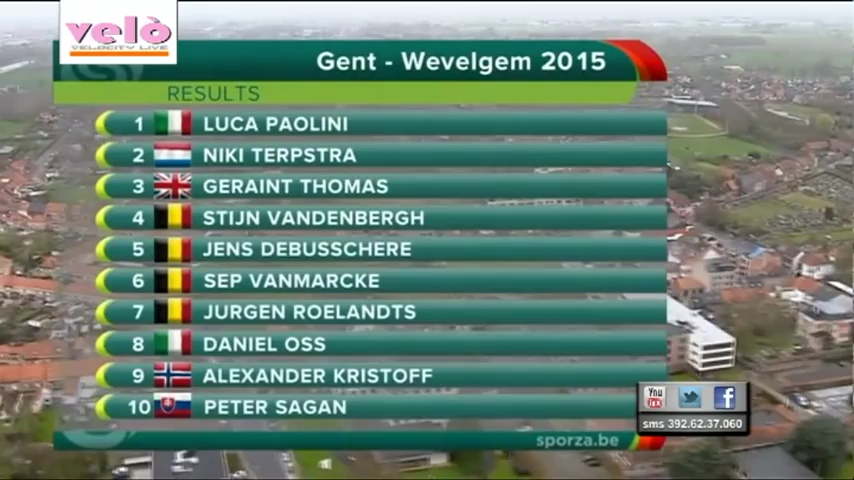 velò
VELOCITY LIVE
Gent - Wevelgem 2015
RESULTS
1 LUCA PAOLINI
2 NIKI TERPSTRA
3 GERAINT THOMAS
4 STIJN VANDENBERGH
5 JENS DEBUSSCHERE
6 SEP VANMARCKE
7 JURGEN ROELANDTS
8 DANIEL OSS
9 ALEXANDER KRISTOFF
10 PETER SAGAN
You
sms 392.62.37.060
sporza.be